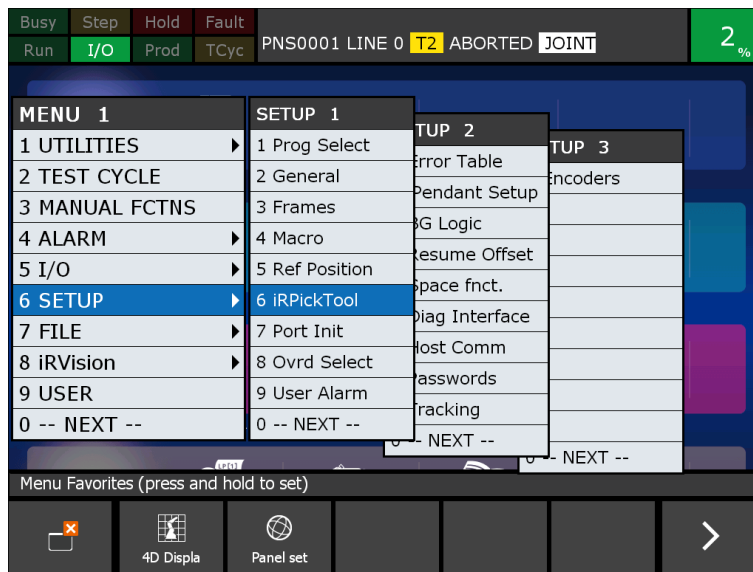 Busy Step Hold Fault
Run I/O Prod TCyc
PNS0001 LINE 0 T2 ABORTED JOINT
2 %
MENU 1
1 UTILITIES
2 TEST CYCLE
3 MANUAL FCTNS
4 ALARM
5 I/O
6 SETUP
7 FILE
8 iRVision
9 USER
0 -- NEXT --
SETUP 1
1 Prog Select
2 General
3 Frames
4 Macro
5 Ref Position
6 iRPickTool
7 Port Init
8 Ovrd Select
9 User Alarm
0 -- NEXT --
TUP 2
Error Table
Pendant Setup
BG Logic
Resume Offset
Space fnct.
Diag Interface
Host Comm
Passwords
Tracking
0 -- NEXT --
TUP 3
Encoders
0 -- NEXT --
LP[1]
Menu Favorites (press and hold to set)
4D Displa
Panel set